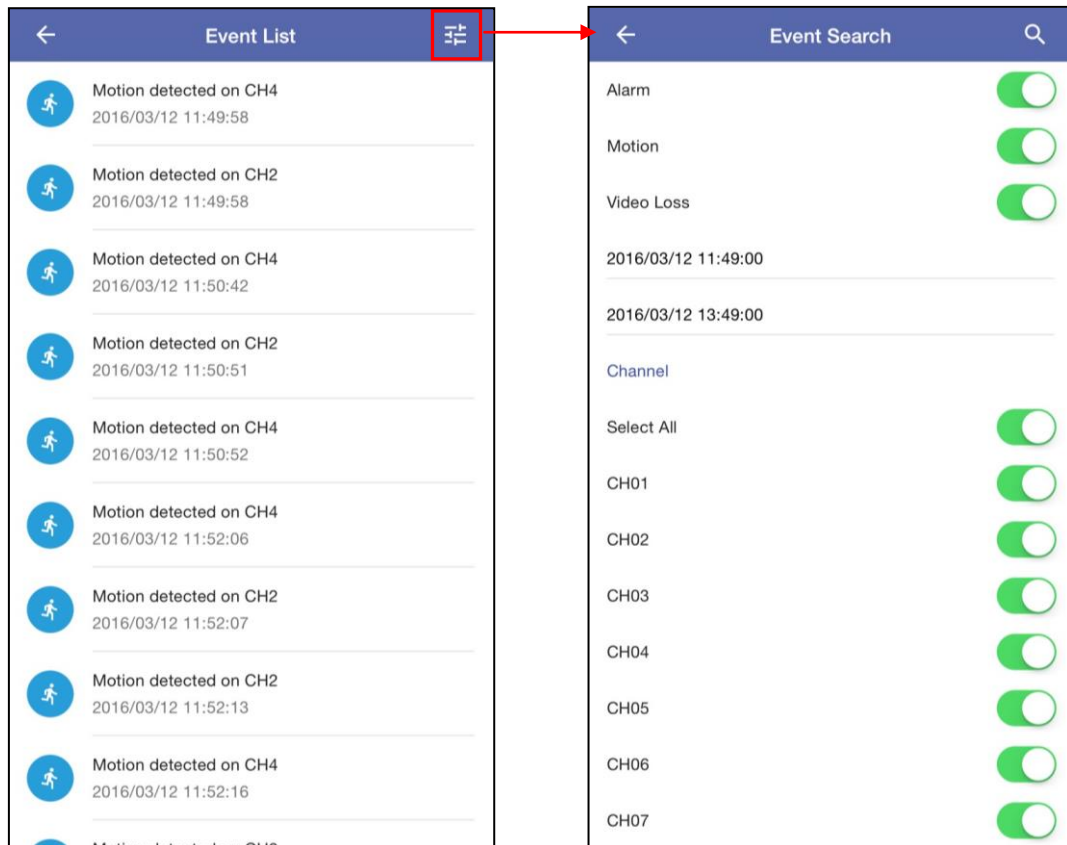 Event List
Motion detected on CH4
2016/03/12 11:49:58
Motion detected on CH2
2016/03/12 11:49:58
Motion detected on CH4
2016/03/12 11:50:42
Motion detected on CH2
2016/03/12 11:50:51
Motion detected on CH4
2016/03/12 11:50:52
Motion detected on CH4
2016/03/12 11:52:06
Motion detected on CH2
2016/03/12 11:52:07
Motion detected on CH2
2016/03/12 11:52:13
Motion detected on CH4
2016/03/12 11:52:16
Event Search
Alarm
Motion
Video Loss
2016/03/12 11:49:00
2016/03/12 13:49:00
Channel
Select All
CH01
CH02
CH03
CH04
CH05
CH06
CH07